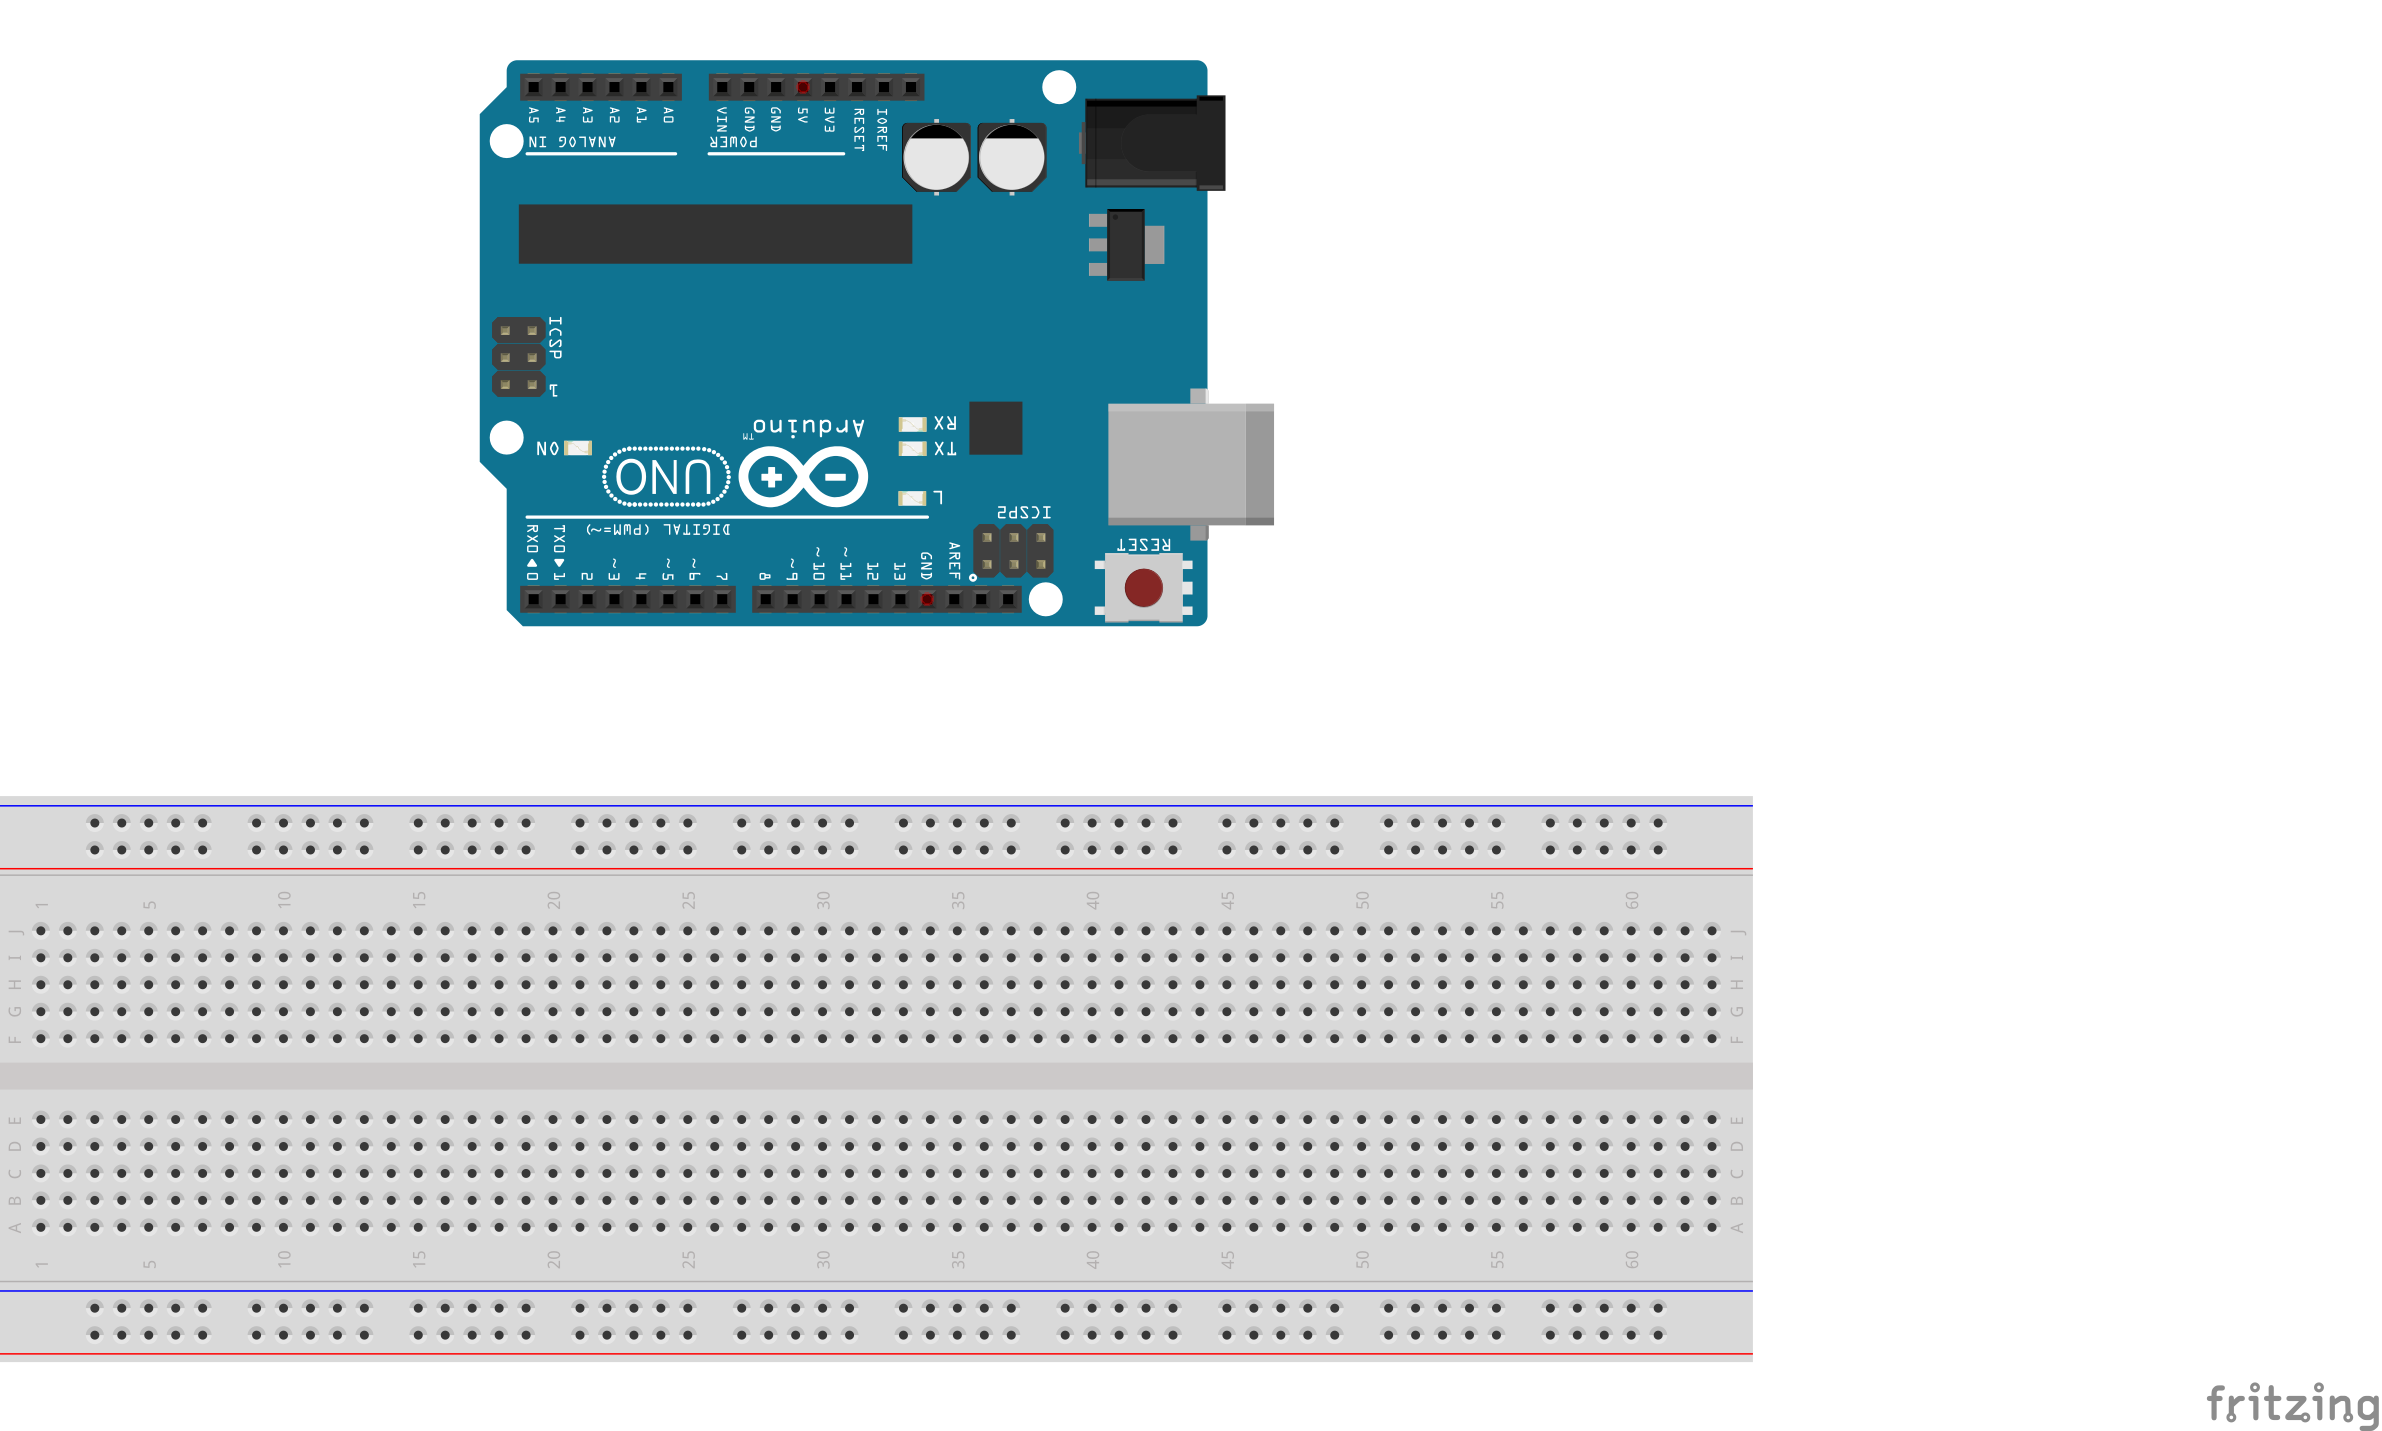 A5 A4 A3 A2 A1 A0 VIN GND GND 5V 3V3 RESET IOREF
ANALOG IN POWER
ICSP
1
Arduino
TM
RX
TX
ON
UNO
L
ICSP2
DIGITAL (PWM=~)
RESET
RX0 TX0
0 1 2 ~3 4 ~5 ~6 7 8 ~9 ~10 ~11 12 13 GND AREF
1 5 10 15 20 25 30 35 40 45 50 55 60
J J
I I
H H
G G
F F
E E
D D
C C
B B
A A
1 5 10 15 20 25 30 35 40 45 50 55 60
fritzing